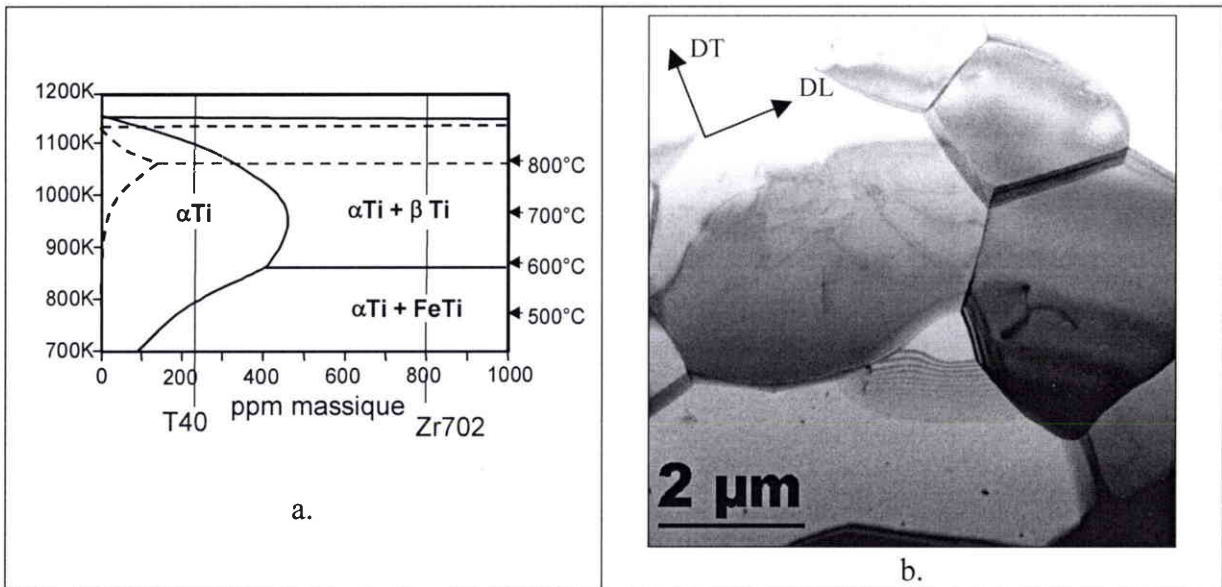 1200K
1100K
1000K
900K
800K
700K
αTi
αTi + β Ti
αTi + FeTi
800°C
700°C
600°C
500°C
0 200 400 600 800 1000
ppm massique
T40
Zr702
a.
DT
DL
2 µm
b.